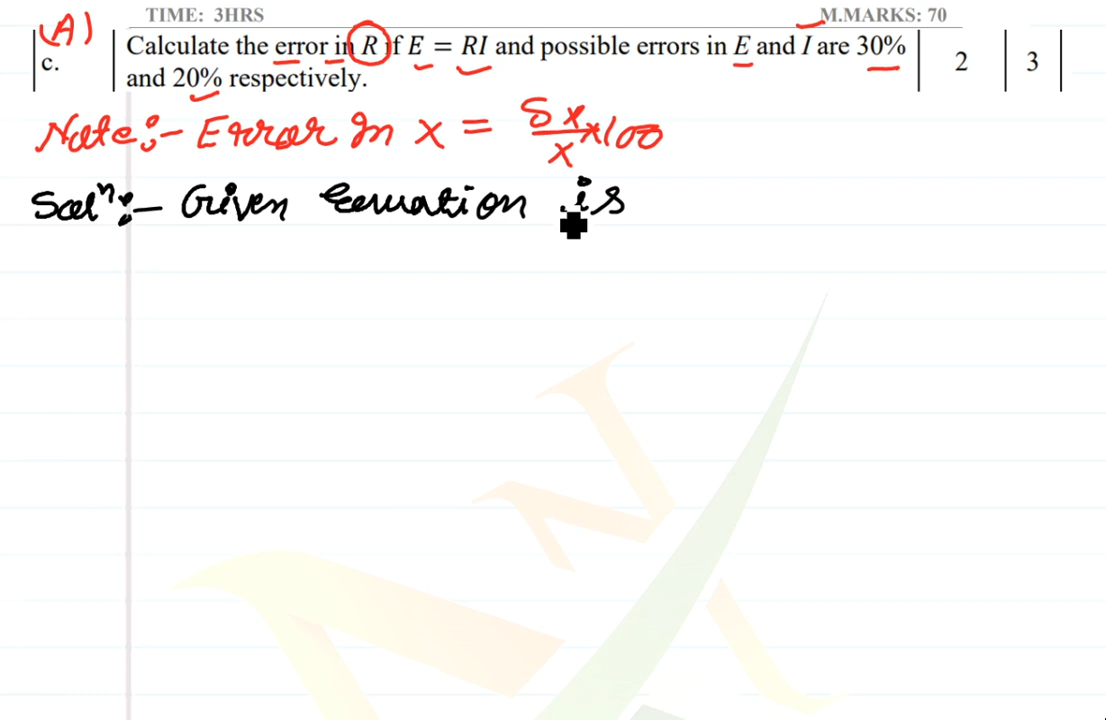 TIME: 3HRS M.MARKS: 70
(A)
c. Calculate the error in R if E = RI and possible errors in E and I are 30% 2 3
and 20% respectively.
Note:- Error In x = δx/x ×100
Solⁿ:- Given Equation is